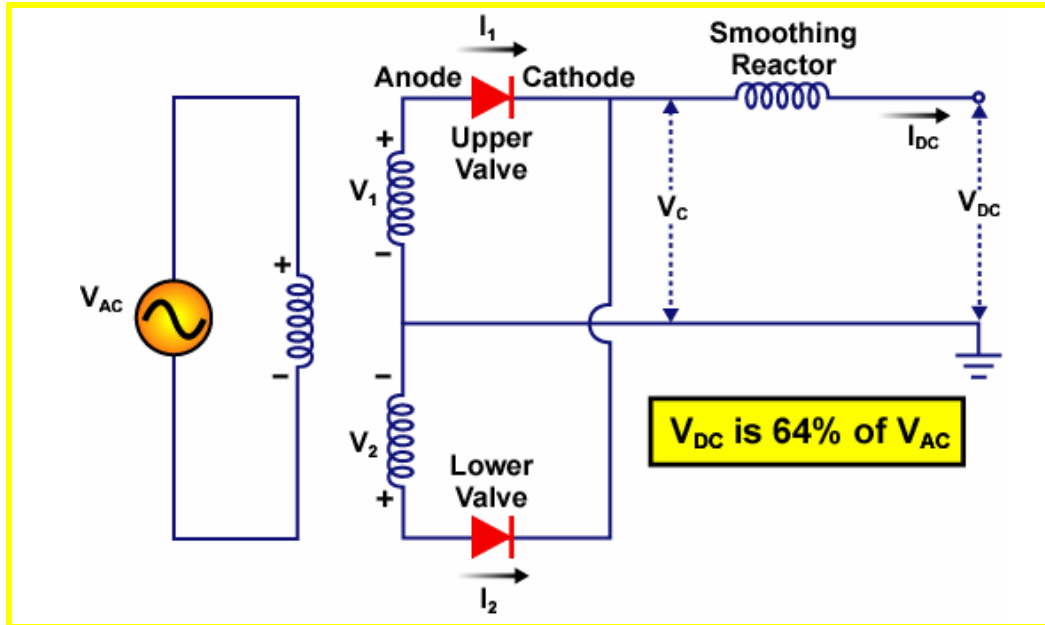 I1
Smoothing
Reactor
Anode
Cathode
IDC
+
Upper
Valve
V1
VC
VDC
−
+
VAC
−
−
V2
VDC is 64% of VAC
Lower
Valve
+
I2